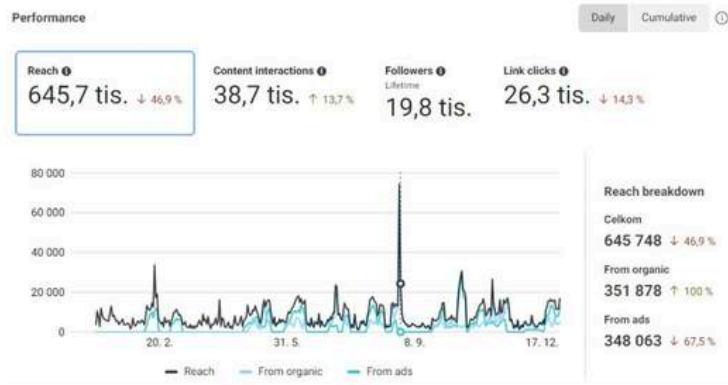 Performance
Daily Cumulative
Reach
645,7 tis. ↓ 46,9 %
Content interactions
38,7 tis. ↑ 13,7 %
Followers
Lifetime
19,8 tis.
Link clicks
26,3 tis. ↓ 14,3 %
80 000
60 000
40 000
20 000
0
20. 2. 31. 5. 8. 9. 17. 12.
Reach From organic From ads
Reach breakdown
Celkom
645 748 ↓ 46,9 %
From organic
351 878 ↑ 100 %
From ads
348 063 ↓ 67,5 %